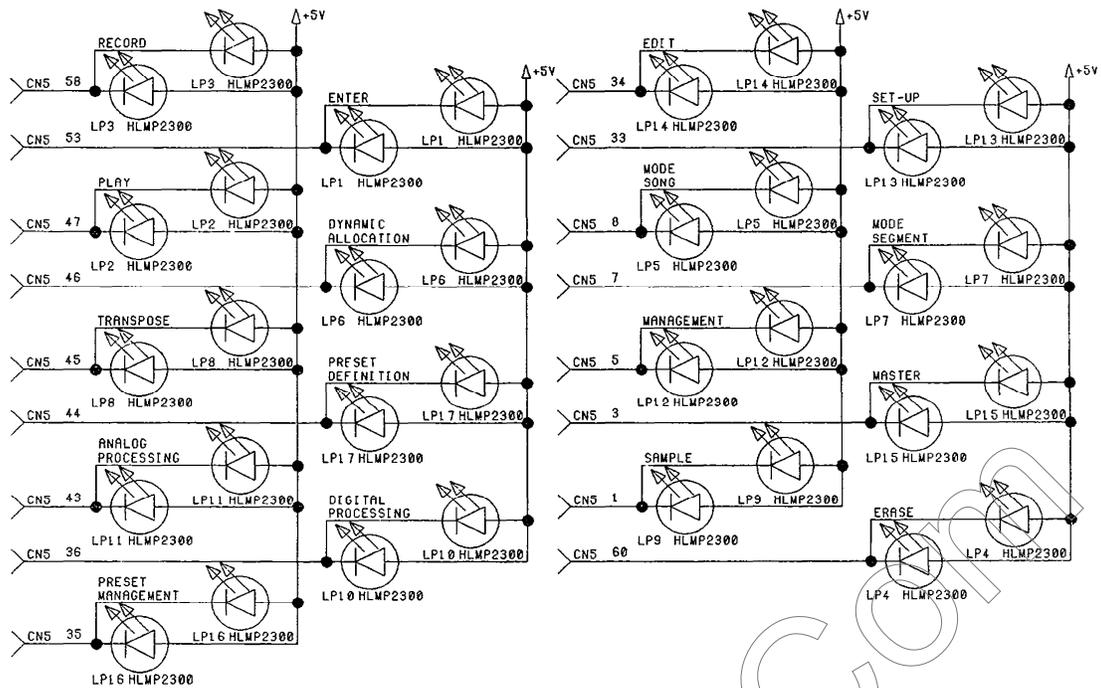 +5V
RECORD
CN5 58
LP3 HLMP2300
LP3 HLMP2300
PLAY
CN5 47
LP2 HLMP2300
LP2 HLMP2300
TRANSPOSE
CN5 45
LP8 HLMP2300
LP8 HLMP2300
ANALOG
PROCESSING
CN5 43
LP11 HLMP2300
LP11 HLMP2300
PRESET
MANAGEMENT
CN5 35
LP16 HLMP2300
LP16 HLMP2300
+5V
ENTER
CN5 53
LP1 HLMP2300
LP1 HLMP2300
DYNAMIC
ALLOCATION
CN5 46
LP6 HLMP2300
LP6 HLMP2300
PRESET
DEFINITION
CN5 44
LP17 HLMP2300
LP17 HLMP2300
DIGITAL
PROCESSING
CN5 36
LP10 HLMP2300
LP10 HLMP2300
+5V
EDIT
CN5 34
LP14 HLMP2300
LP14 HLMP2300
MODE
SONG
CN5 8
LP5 HLMP2300
LP5 HLMP2300
MANAGEMENT
CN5 5
LP12 HLMP2300
LP12 HLMP2300
SAMPLE
CN5 1
LP9 HLMP2300
LP9 HLMP2300
+5V
SET-UP
CN5 33
LP13 HLMP2300
LP13 HLMP2300
MODE
SEGMENT
CN5 7
LP7 HLMP2300
LP7 HLMP2300
MASTER
CN5 3
LP15 HLMP2300
LP15 HLMP2300
ERASE
CN5 60
LP4 HLMP2300
LP4 HLMP2300
Com